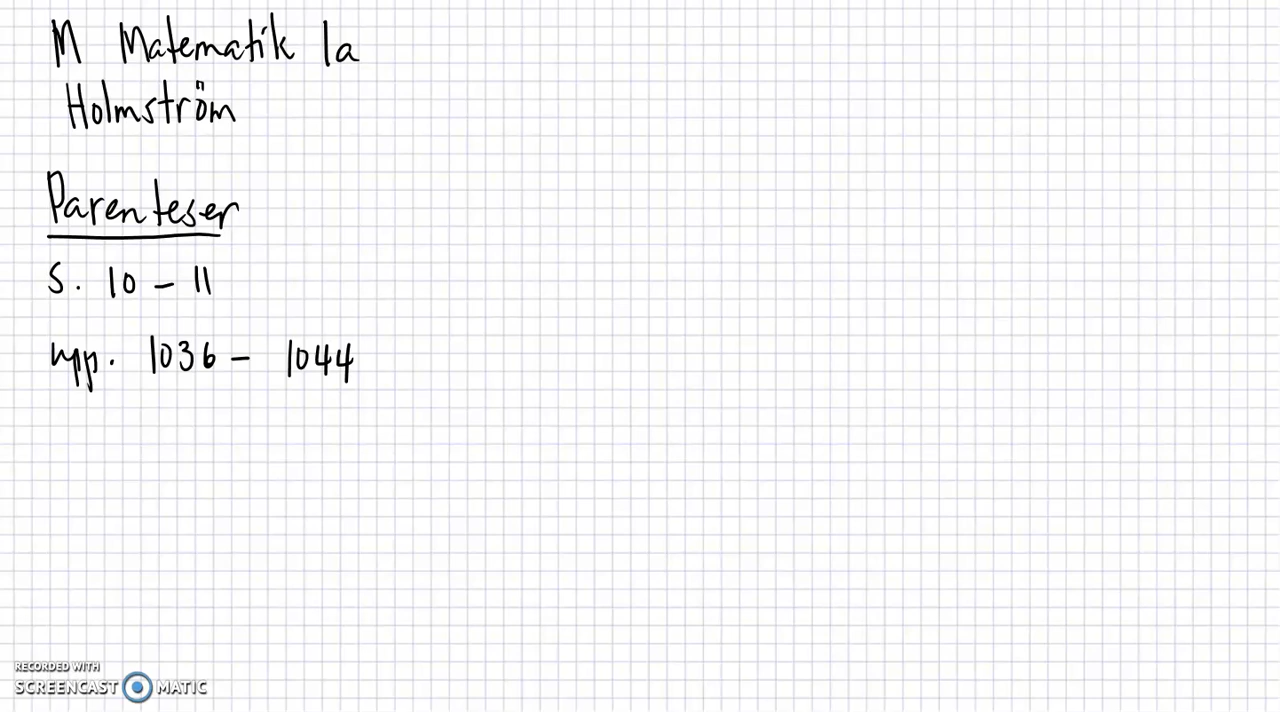 M Matematik 1a
Holmström
Parenteser
S. 10 - 11
upp. 1036 - 1044
RECORDED WITH
SCREENCAST MATIC